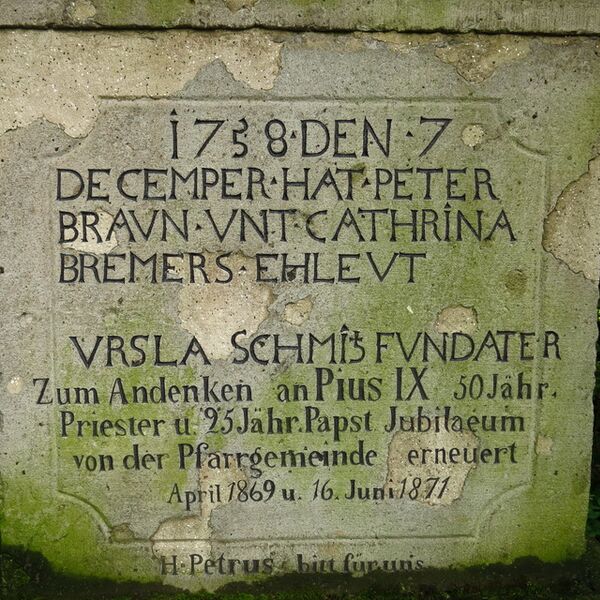 1758·DEN·7
DECEMPER·HAT·PETER
BRAVN·VNT·CATHRINA
BREMERS·EHLEVT
VRSLA SCHMIZ FVNDATER
Zum Andenken an Pius IX 50 Jähr.
Priester u. 25 Jähr. Papst Jubilaeum
von der Pfarrgemeinde erneuert
April 1869 u. 16. Juni 1871
H. Petrus bitt für uns